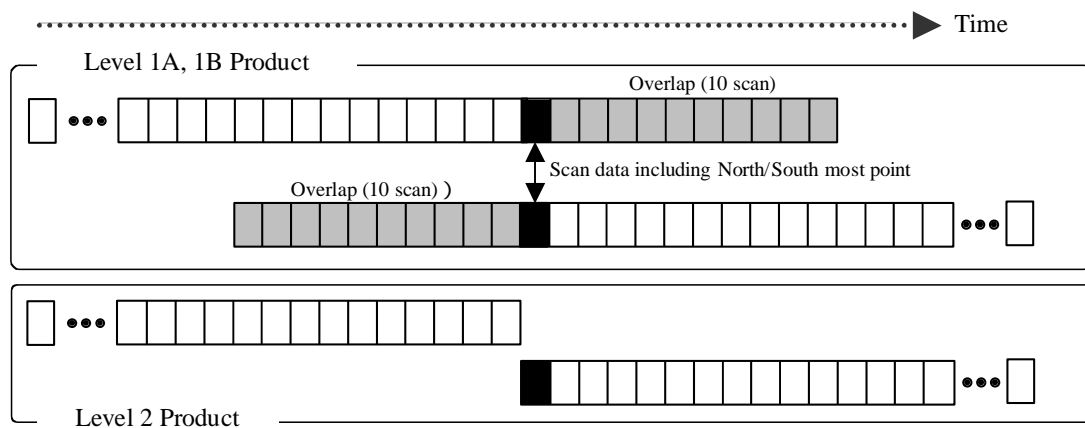 Time
Level 1A, 1B Product
Overlap (10 scan)
Scan data including North/South most point
Overlap (10 scan) )
Level 2 Product